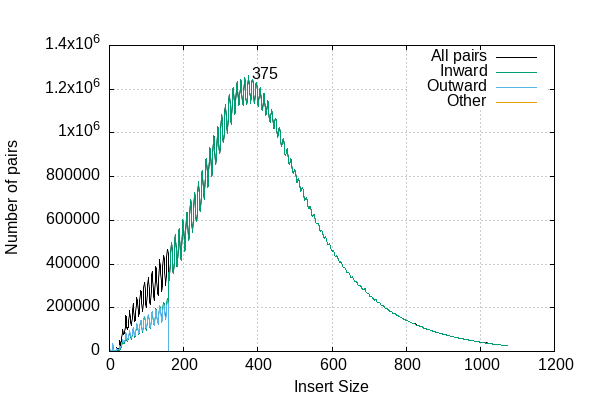 1.4x10⁶
1.2x10⁶
1x10⁶
800000
600000
400000
200000
0
Number of pairs
375
All pairs
Inward
Outward
Other
0 200 400 600 800 1000 1200
Insert Size